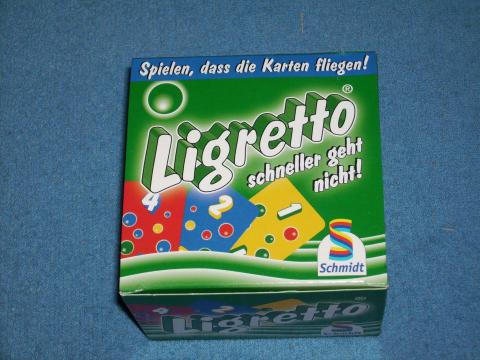 Spielen, dass die Karten fliegen!
Ligretto®
schneller geht
nicht!
4
2
1
Schmidt
Ligretto